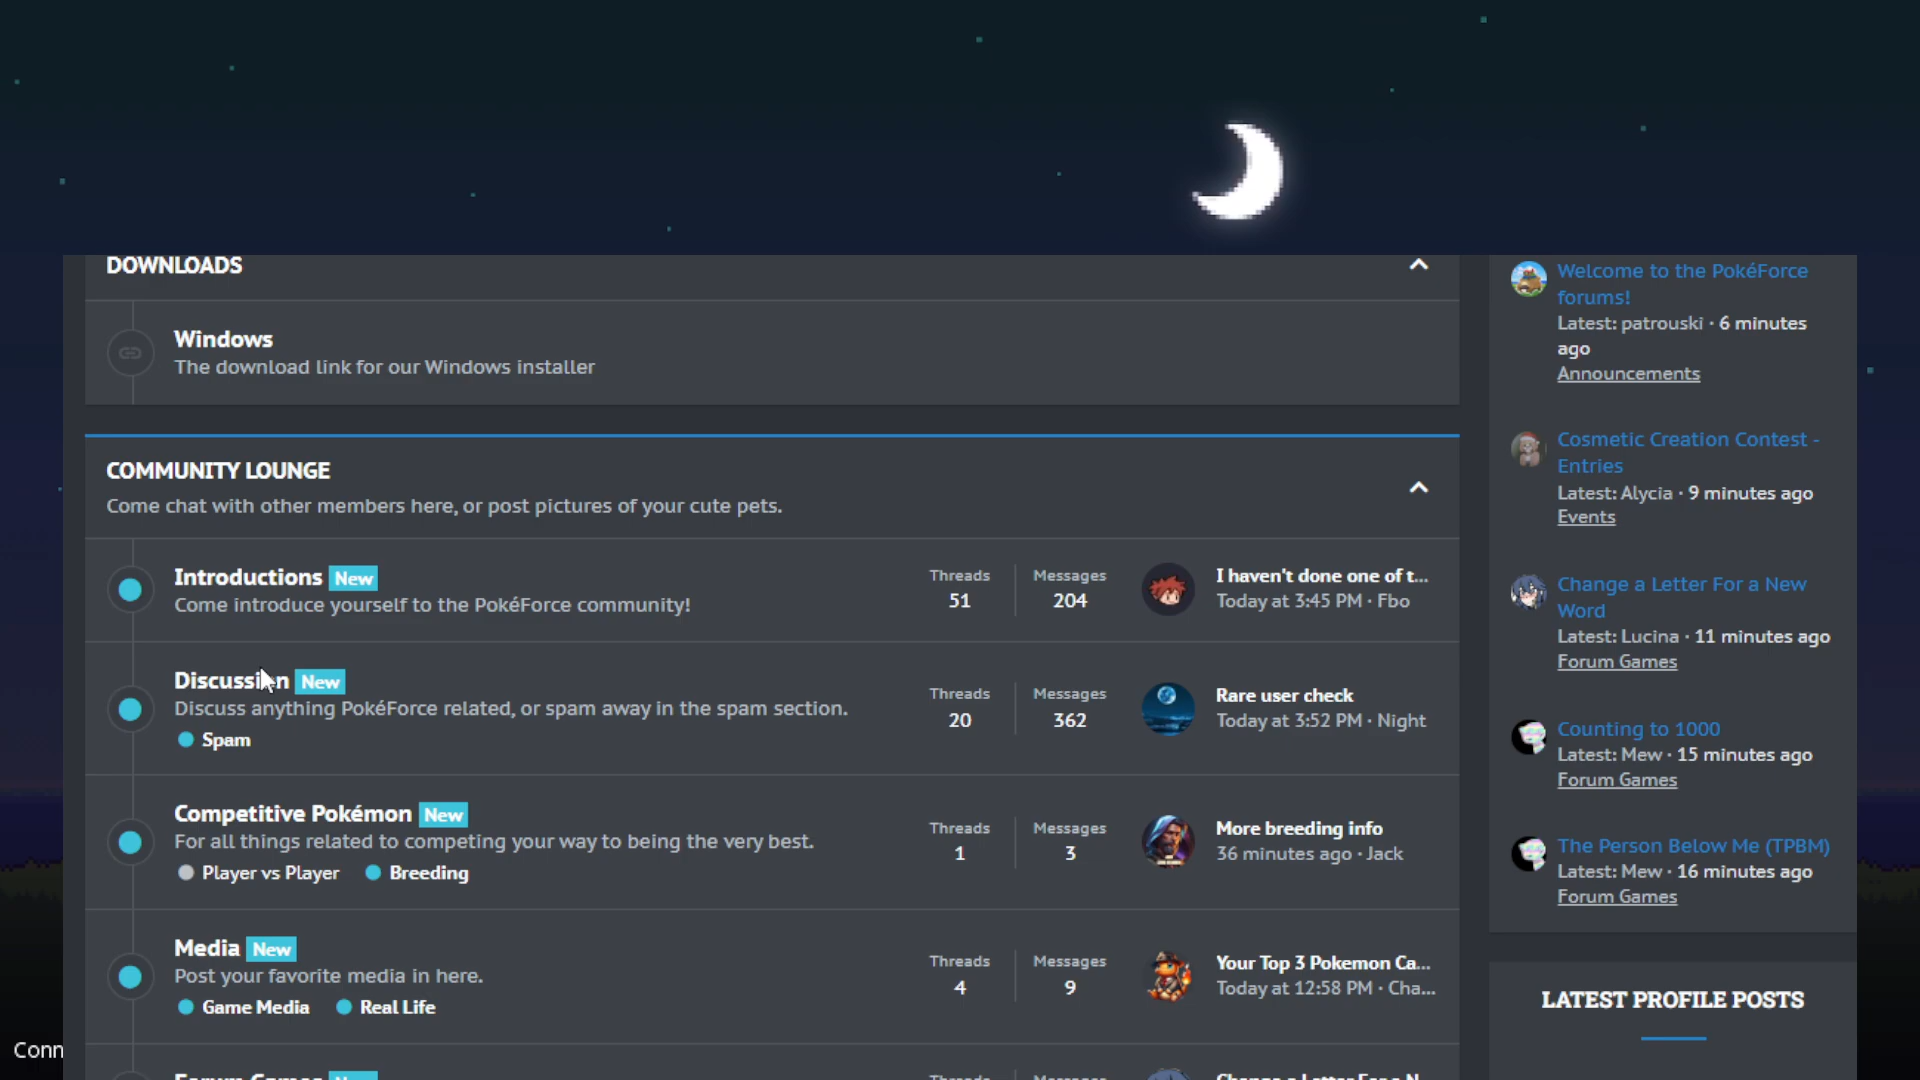 DOWNLOADS
Windows
The download link for our Windows installer
COMMUNITY LOUNGE
Come chat with other members here, or post pictures of your cute pets.
Introductions New
Come introduce yourself to the PokéForce community!
Threads
51
Messages
204
I haven't done one of t...
Today at 3:45 PM · Fbo
Discussion New
Discuss anything PokéForce related, or spam away in the spam section.
Spam
Threads
20
Messages
362
Rare user check
Today at 3:52 PM · Night
Competitive Pokémon New
For all things related to competing your way to being the very best.
Player vs Player Breeding
Threads
1
Messages
3
More breeding info
36 minutes ago · Jack
Media New
Post your favorite media in here.
Game Media Real Life
Threads
4
Messages
9
Your Top 3 Pokemon Ca...
Today at 12:58 PM · Cha...
Forum Games New
Threads
Messages
Change a Letter For a N
Welcome to the PokéForce
forums!
Latest: patrouski · 6 minutes
ago
Announcements
Cosmetic Creation Contest -
Entries
Latest: Alycia · 9 minutes ago
Events
Change a Letter For a New
Word
Latest: Lucina · 11 minutes ago
Forum Games
Counting to 1000
Latest: Mew · 15 minutes ago
Forum Games
The Person Below Me (TPBM)
Latest: Mew · 16 minutes ago
Forum Games
LATEST PROFILE POSTS
Conn